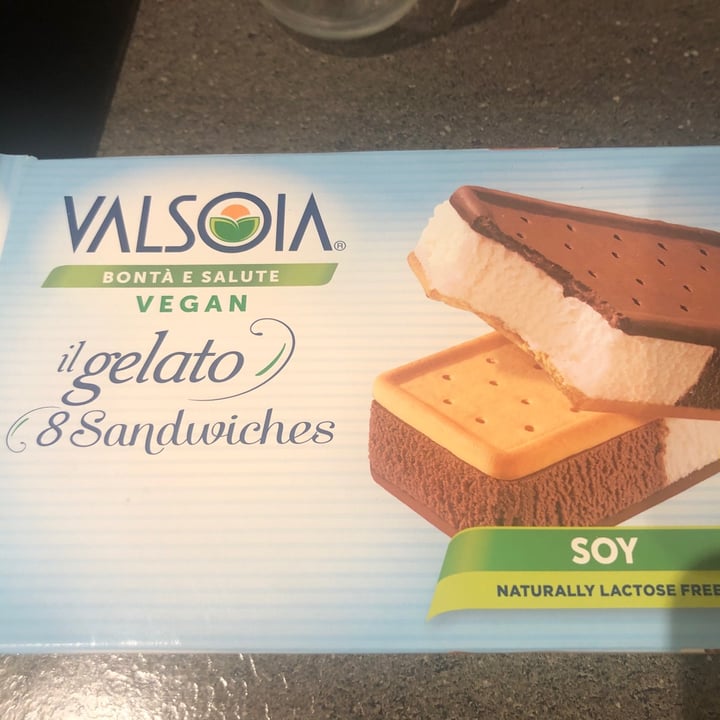 VALSOIA®
BONTÀ E SALUTE
VEGAN
il gelato
8 Sandwiches
SOY
NATURALLY LACTOSE FREE